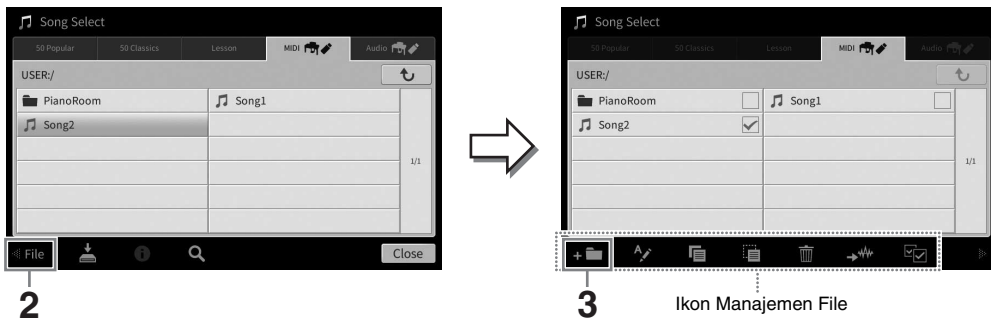 Song Select
50 Popular 50 Classics Lesson MIDI Audio
USER:/
PianoRoom Song1
Song2
1/1
File Close
2
Song Select
50 Popular 50 Classics Lesson MIDI Audio
USER:/
PianoRoom Song1
Song2
1/1
3
Ikon Manajemen File